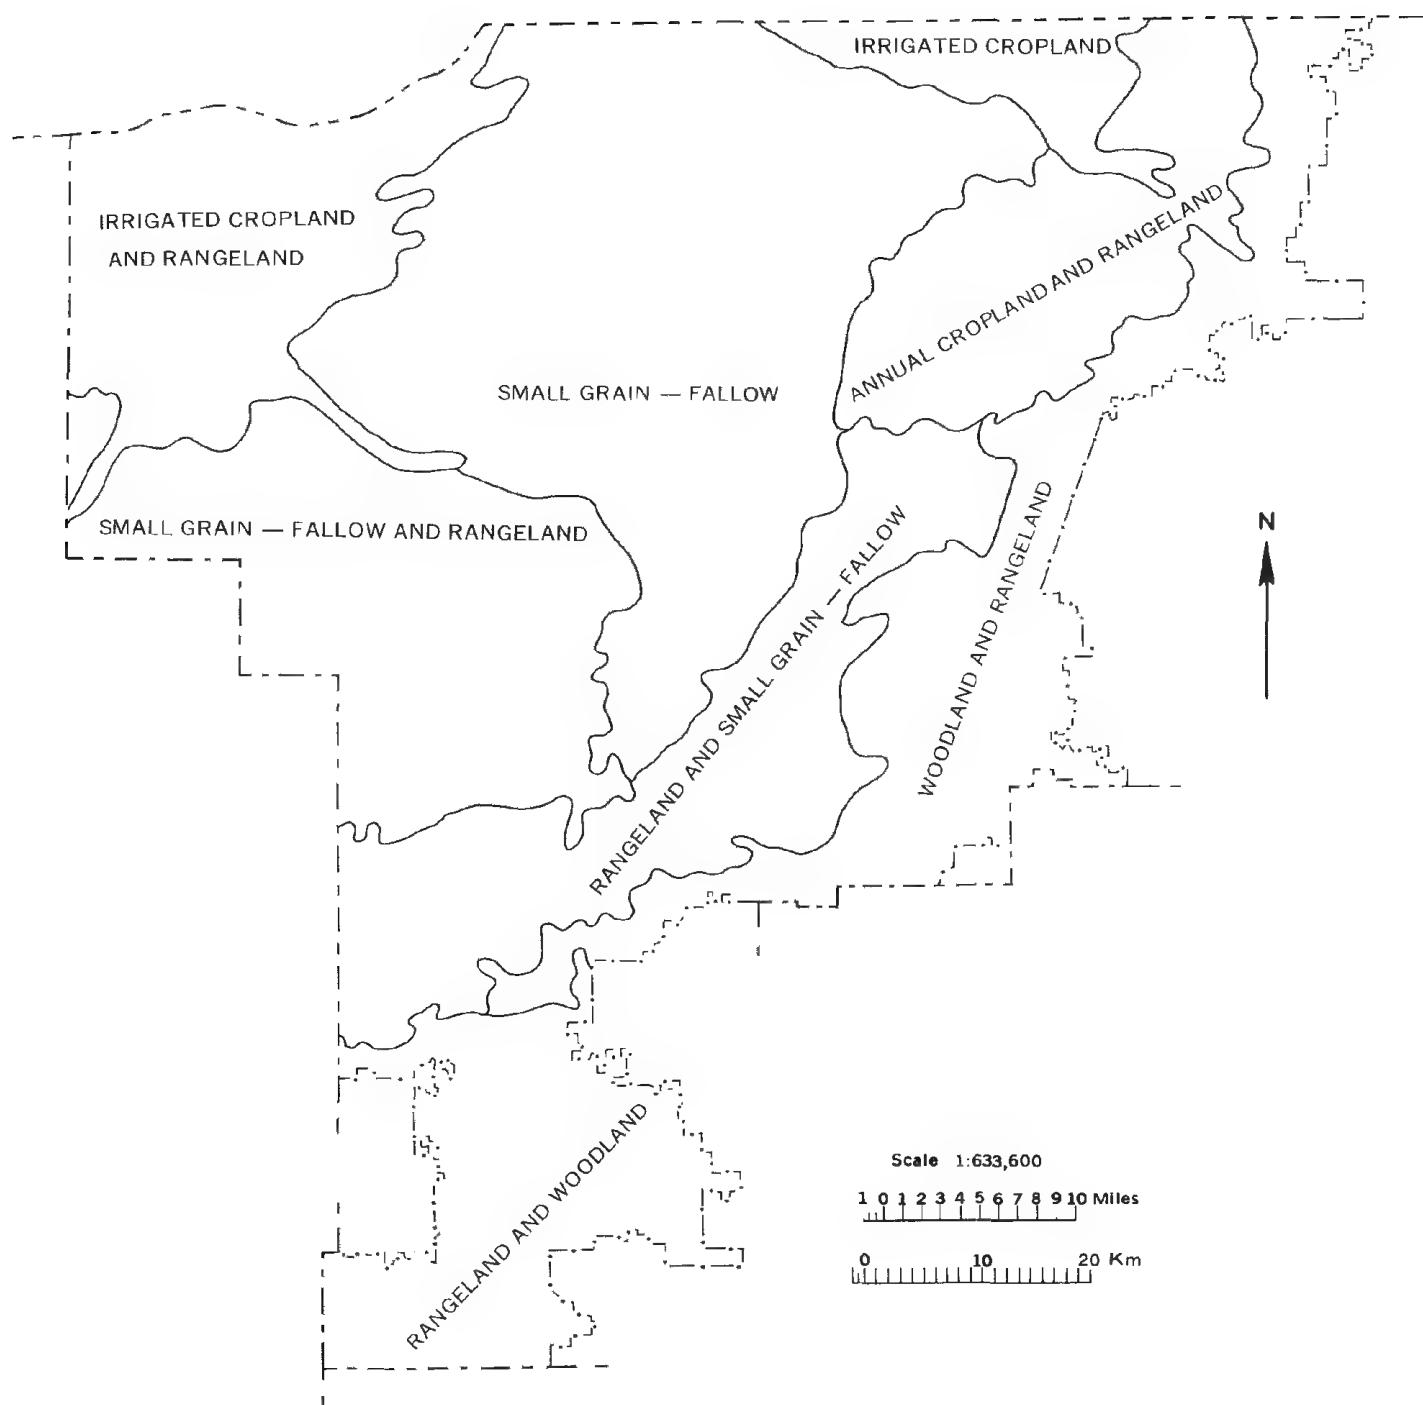 IRRIGATED CROPLAND
IRRIGATED CROPLAND
AND RANGELAND
ANNUAL CROPLAND AND RANGELAND
SMALL GRAIN — FALLOW
SMALL GRAIN — FALLOW AND RANGELAND
RANGELAND AND SMALL GRAIN — FALLOW
WOODLAND AND RANGELAND
N
RANGELAND AND WOODLAND
Scale 1:633,600
1 0 1 2 3 4 5 6 7 8 9 10 Miles
0 10 20 Km